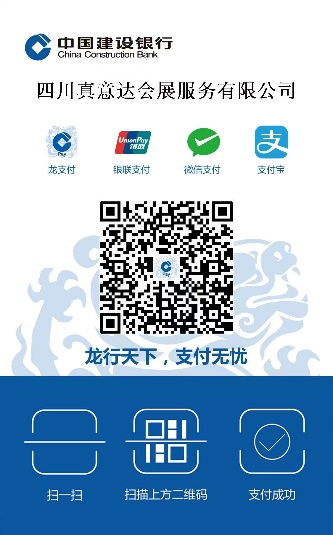 中国建设银行
China Construction Bank
四川真意达会展服务有限公司
Pay
UnionPay
银联
支
龙支付 银联支付 微信支付 支付宝
龙行天下，支付无忧
扫一扫 扫描上方二维码 支付成功